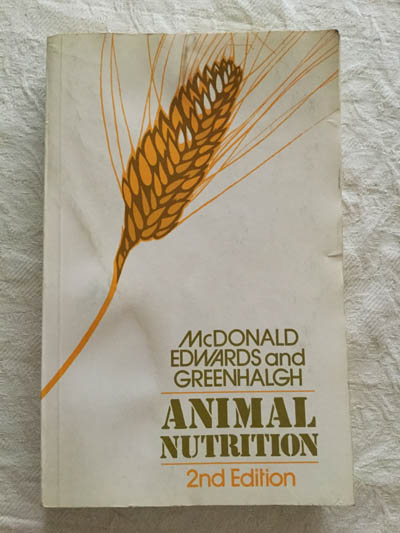 McDONALD
EDWARDS and
GREENHALGH
ANIMAL
NUTRITION
2nd Edition